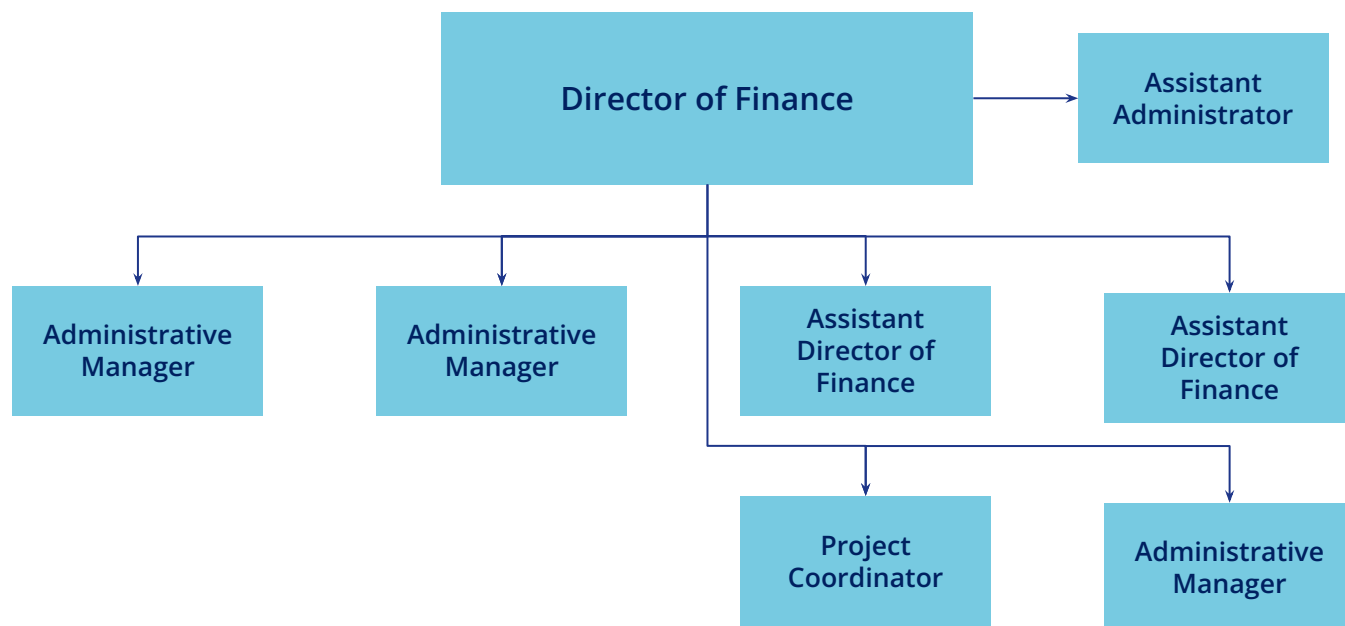 Director of Finance
Assistant
Administrator
Administrative
Manager
Administrative
Manager
Assistant
Director of
Finance
Assistant
Director of
Finance
Project
Coordinator
Administrative
Manager